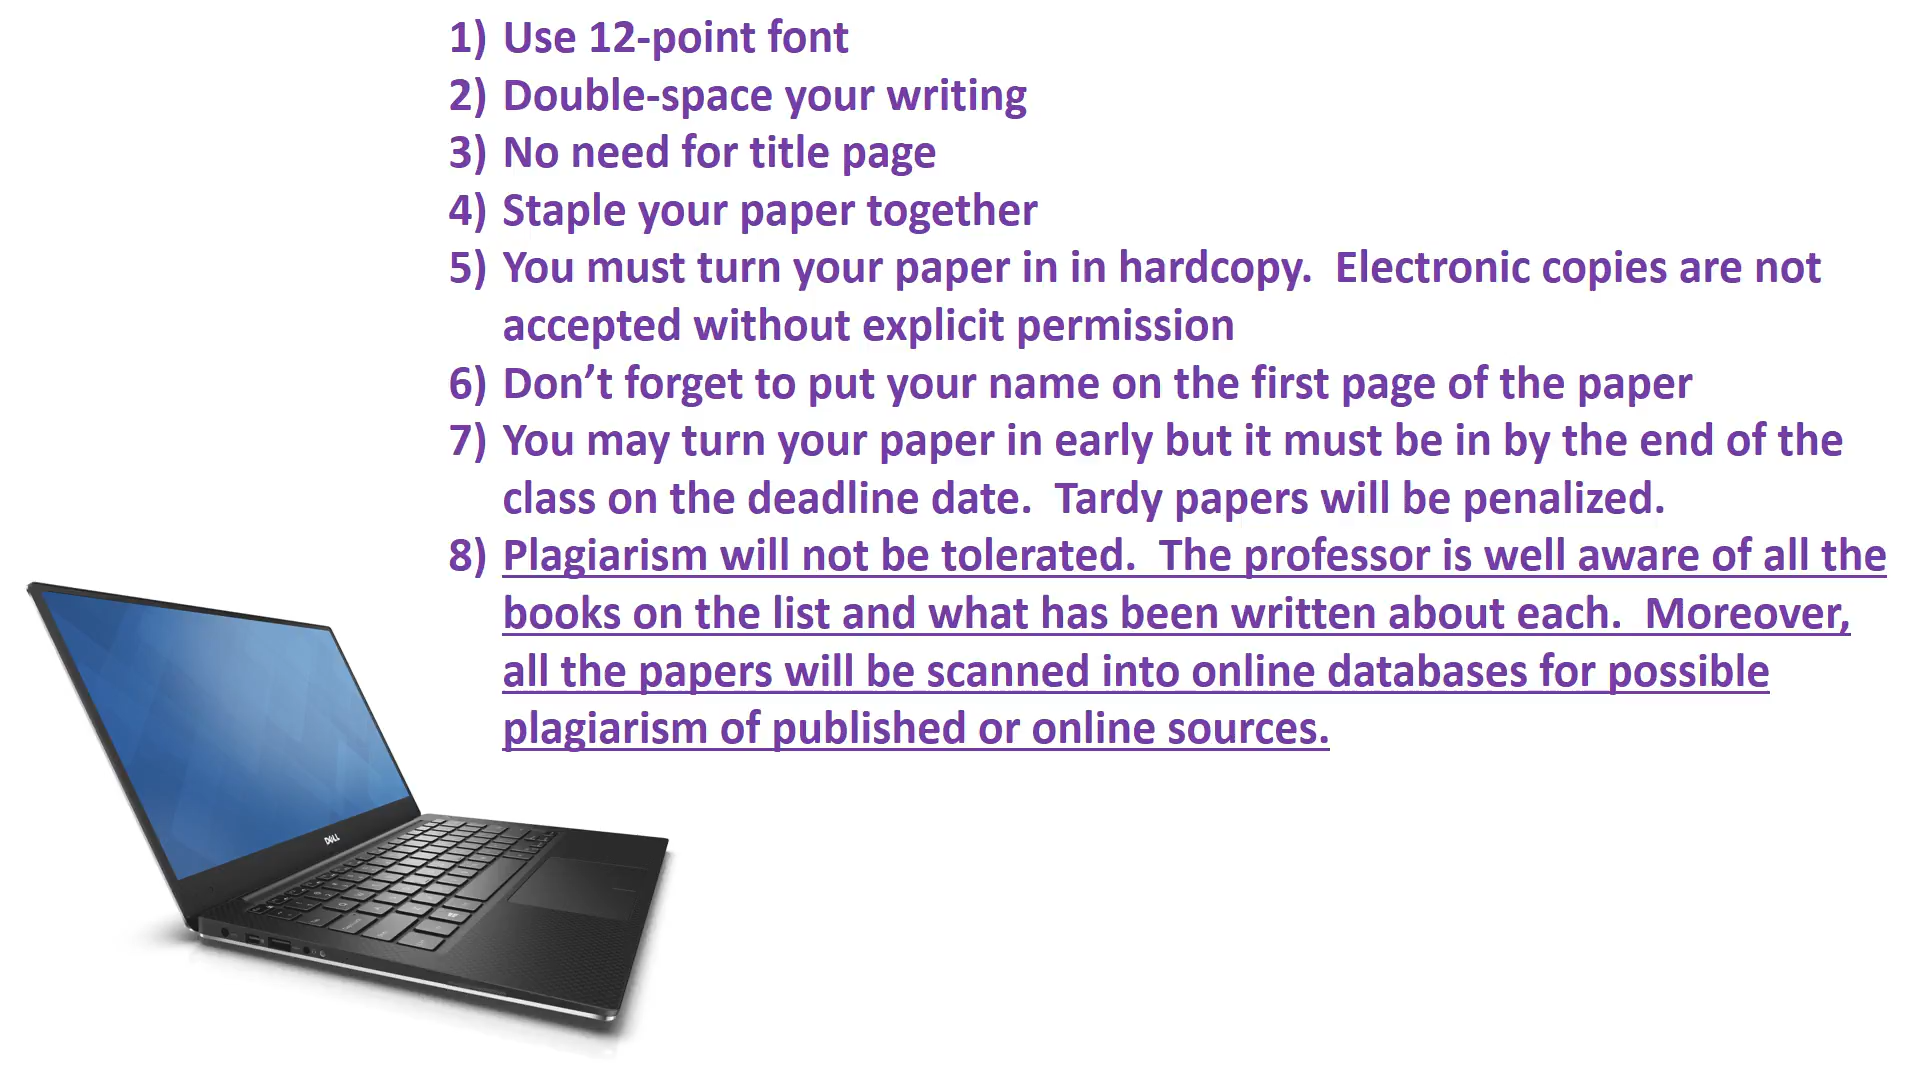 1) Use 12-point font
2) Double-space your writing
3) No need for title page
4) Staple your paper together
5) You must turn your paper in in hardcopy.  Electronic copies are not
accepted without explicit permission
6) Don’t forget to put your name on the first page of the paper
7) You may turn your paper in early but it must be in by the end of the
class on the deadline date.  Tardy papers will be penalized.
8) Plagiarism will not be tolerated.  The professor is well aware of all the
books on the list and what has been written about each.  Moreover,
all the papers will be scanned into online databases for possible
plagiarism of published or online sources.
DELL